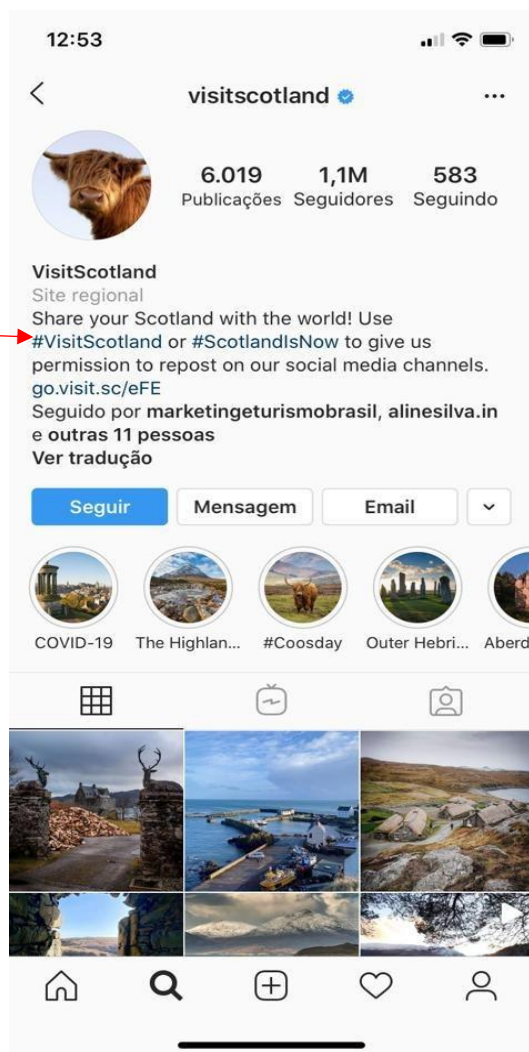 12:53
visitscotland
6.019 1,1M 583
Publicações Seguidores Seguindo
VisitScotland
Site regional
Share your Scotland with the world! Use
#VisitScotland or #ScotlandIsNow to give us
permission to repost on our social media channels.
go.visit.sc/eFE
Seguido por marketingeturismobrasil, alinesilva.in
e outras 11 pessoas
Ver tradução
Seguir Mensagem Email
COVID-19 The Highlan... #Coosday Outer Hebri... Aberd